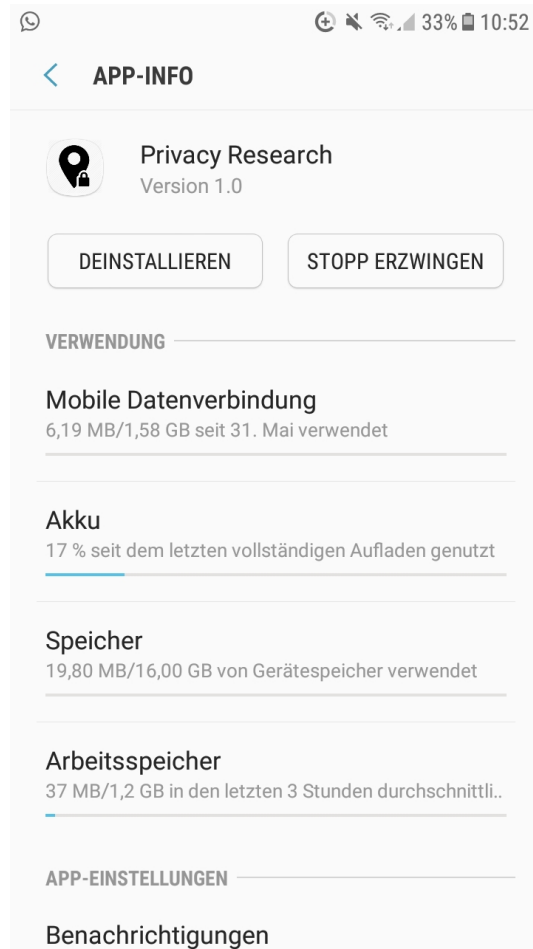 33% 10:52
APP-INFO
Privacy Research
Version 1.0
DEINSTALLIEREN STOPP ERZWINGEN
VERWENDUNG
Mobile Datenverbindung
6,19 MB/1,58 GB seit 31. Mai verwendet
Akku
17 % seit dem letzten vollständigen Aufladen genutzt
Speicher
19,80 MB/16,00 GB von Gerätespeicher verwendet
Arbeitsspeicher
37 MB/1,2 GB in den letzten 3 Stunden durchschnittli..
APP-EINSTELLUNGEN
Benachrichtigungen